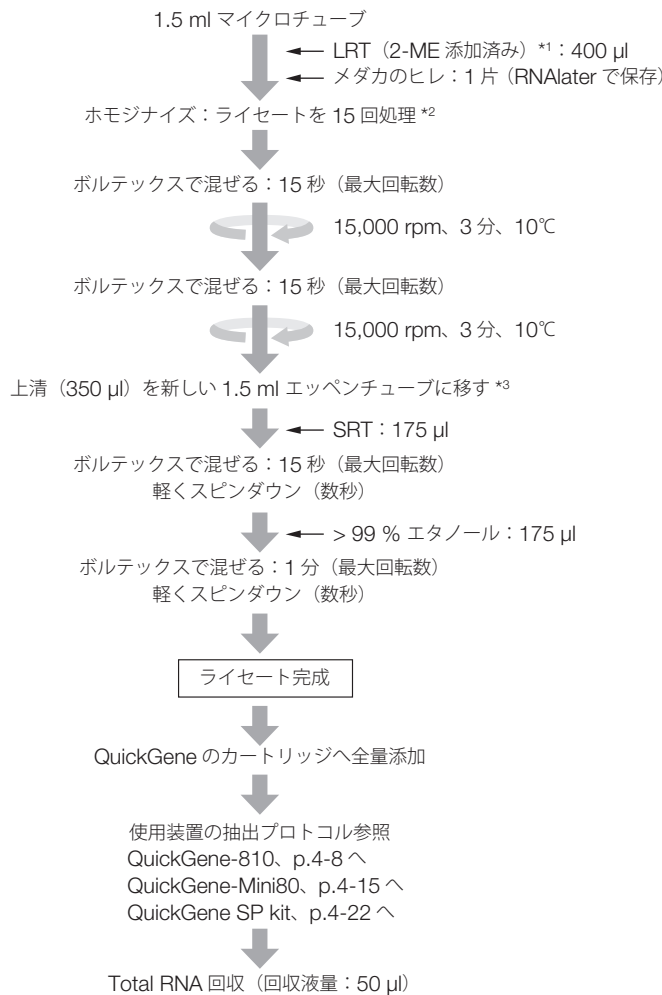 1.5 ml マイクロチューブ
LRT（2-ME 添加済み）*1：400 µl
メダカのヒレ：1 片（RNAlater で保存）
ホモジナイズ：ライセートを 15 回処理 *2
ボルテックスで混ぜる：15 秒（最大回転数）
15,000 rpm、3 分、10℃
ボルテックスで混ぜる：15 秒（最大回転数）
15,000 rpm、3 分、10℃
上清（350 µl）を新しい 1.5 ml エッペンチューブに移す *3
SRT：175 µl
ボルテックスで混ぜる：15 秒（最大回転数）
軽くスピンダウン（数秒）
> 99 % エタノール：175 µl
ボルテックスで混ぜる：1 分（最大回転数）
軽くスピンダウン（数秒）
ライセート完成
QuickGene のカートリッジへ全量添加
使用装置の抽出プロトコル参照
QuickGene-810、p.4-8 へ
QuickGene-Mini80、p.4-15 へ
QuickGene SP kit、p.4-22 へ
Total RNA 回収（回収液量：50 µl）